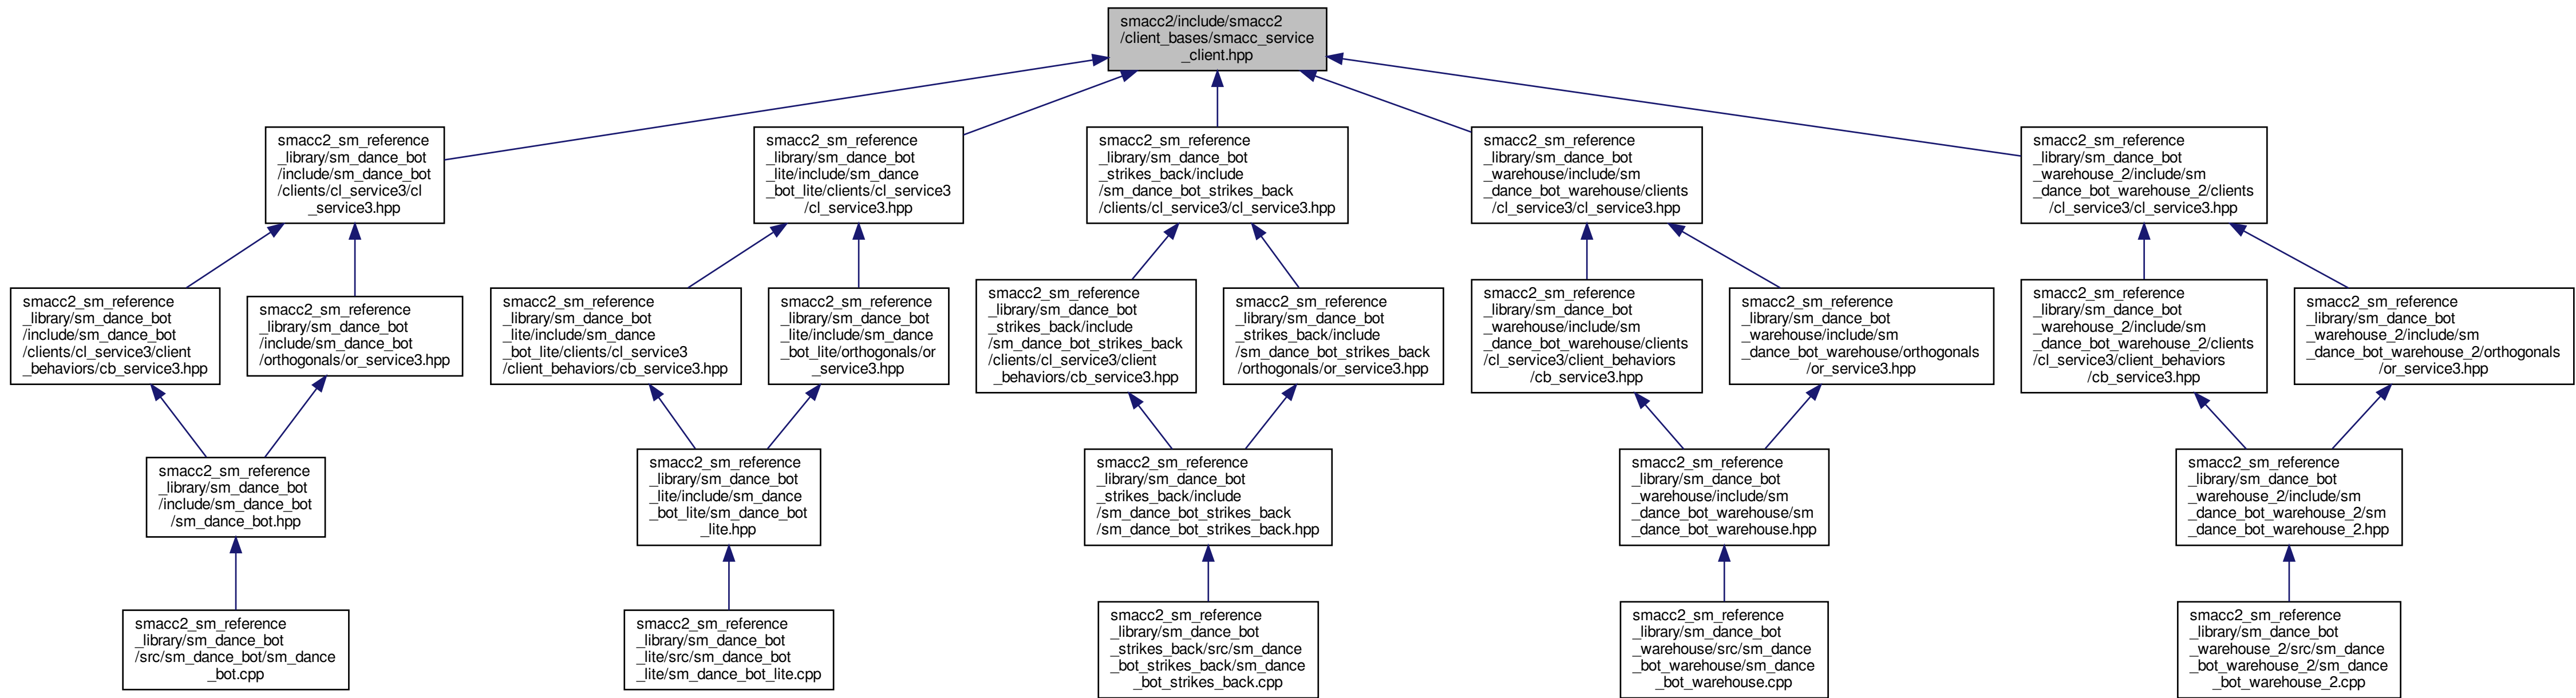 smacc2/include/smacc2
/client_bases/smacc_service
_client.hpp
smacc2_sm_reference
_library/sm_dance_bot
/include/sm_dance_bot
/clients/cl_service3/cl
_service3.hpp
smacc2_sm_reference
_library/sm_dance_bot
_lite/include/sm_dance
_bot_lite/clients/cl_service3
/cl_service3.hpp
smacc2_sm_reference
_library/sm_dance_bot
_strikes_back/include
/sm_dance_bot_strikes_back
/clients/cl_service3/cl_service3.hpp
smacc2_sm_reference
_library/sm_dance_bot
_warehouse/include/sm
_dance_bot_warehouse/clients
/cl_service3/cl_service3.hpp
smacc2_sm_reference
_library/sm_dance_bot
_warehouse_2/include/sm
_dance_bot_warehouse_2/clients
/cl_service3/cl_service3.hpp
smacc2_sm_reference
_library/sm_dance_bot
/include/sm_dance_bot
/clients/cl_service3/client
_behaviors/cb_service3.hpp
smacc2_sm_reference
_library/sm_dance_bot
/include/sm_dance_bot
/orthogonals/or_service3.hpp
smacc2_sm_reference
_library/sm_dance_bot
_lite/include/sm_dance
_bot_lite/clients/cl_service3
/client_behaviors/cb_service3.hpp
smacc2_sm_reference
_library/sm_dance_bot
_lite/include/sm_dance
_bot_lite/orthogonals/or
_service3.hpp
smacc2_sm_reference
_library/sm_dance_bot
_strikes_back/include
/sm_dance_bot_strikes_back
/clients/cl_service3/client
_behaviors/cb_service3.hpp
smacc2_sm_reference
_library/sm_dance_bot
_strikes_back/include
/sm_dance_bot_strikes_back
/orthogonals/or_service3.hpp
smacc2_sm_reference
_library/sm_dance_bot
_warehouse/include/sm
_dance_bot_warehouse/clients
/cl_service3/client_behaviors
/cb_service3.hpp
smacc2_sm_reference
_library/sm_dance_bot
_warehouse/include/sm
_dance_bot_warehouse/orthogonals
/or_service3.hpp
smacc2_sm_reference
_library/sm_dance_bot
_warehouse_2/include/sm
_dance_bot_warehouse_2/clients
/cl_service3/client_behaviors
/cb_service3.hpp
smacc2_sm_reference
_library/sm_dance_bot
_warehouse_2/include/sm
_dance_bot_warehouse_2/orthogonals
/or_service3.hpp
smacc2_sm_reference
_library/sm_dance_bot
/include/sm_dance_bot
/sm_dance_bot.hpp
smacc2_sm_reference
_library/sm_dance_bot
_lite/include/sm_dance
_bot_lite/sm_dance_bot
_lite.hpp
smacc2_sm_reference
_library/sm_dance_bot
_strikes_back/include
/sm_dance_bot_strikes_back
/sm_dance_bot_strikes_back.hpp
smacc2_sm_reference
_library/sm_dance_bot
_warehouse/include/sm
_dance_bot_warehouse/sm
_dance_bot_warehouse.hpp
smacc2_sm_reference
_library/sm_dance_bot
_warehouse_2/include/sm
_dance_bot_warehouse_2/sm
_dance_bot_warehouse_2.hpp
smacc2_sm_reference
_library/sm_dance_bot
/src/sm_dance_bot/sm_dance
_bot.cpp
smacc2_sm_reference
_library/sm_dance_bot
_lite/src/sm_dance_bot
_lite/sm_dance_bot_lite.cpp
smacc2_sm_reference
_library/sm_dance_bot
_strikes_back/src/sm_dance
_bot_strikes_back/sm_dance
_bot_strikes_back.cpp
smacc2_sm_reference
_library/sm_dance_bot
_warehouse/src/sm_dance
_bot_warehouse/sm_dance
_bot_warehouse.cpp
smacc2_sm_reference
_library/sm_dance_bot
_warehouse_2/src/sm_dance
_bot_warehouse_2/sm_dance
_bot_warehouse_2.cpp